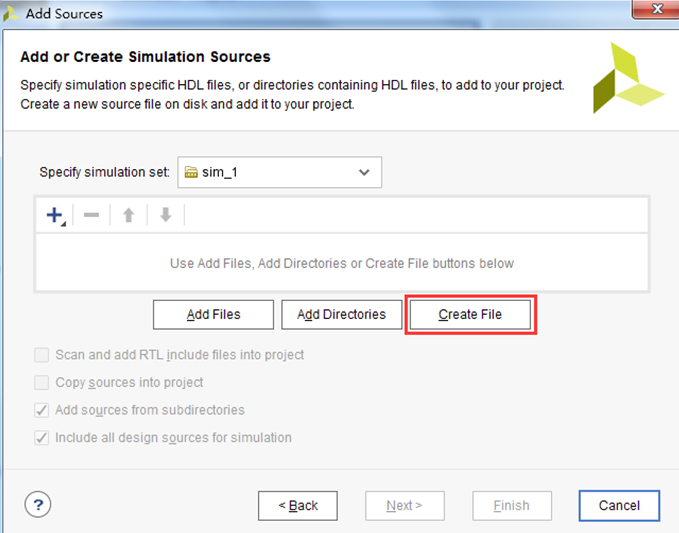 Add Sources
Add or Create Simulation Sources
Specify simulation specific HDL files, or directories containing HDL files, to add to your project.
Create a new source file on disk and add it to your project.
Specify simulation set: sim_1
Use Add Files, Add Directories or Create File buttons below
Add Files Add Directories Create File
Scan and add RTL include files into project
Copy sources into project
Add sources from subdirectories
Include all design sources for simulation
? < Back Next > Finish Cancel